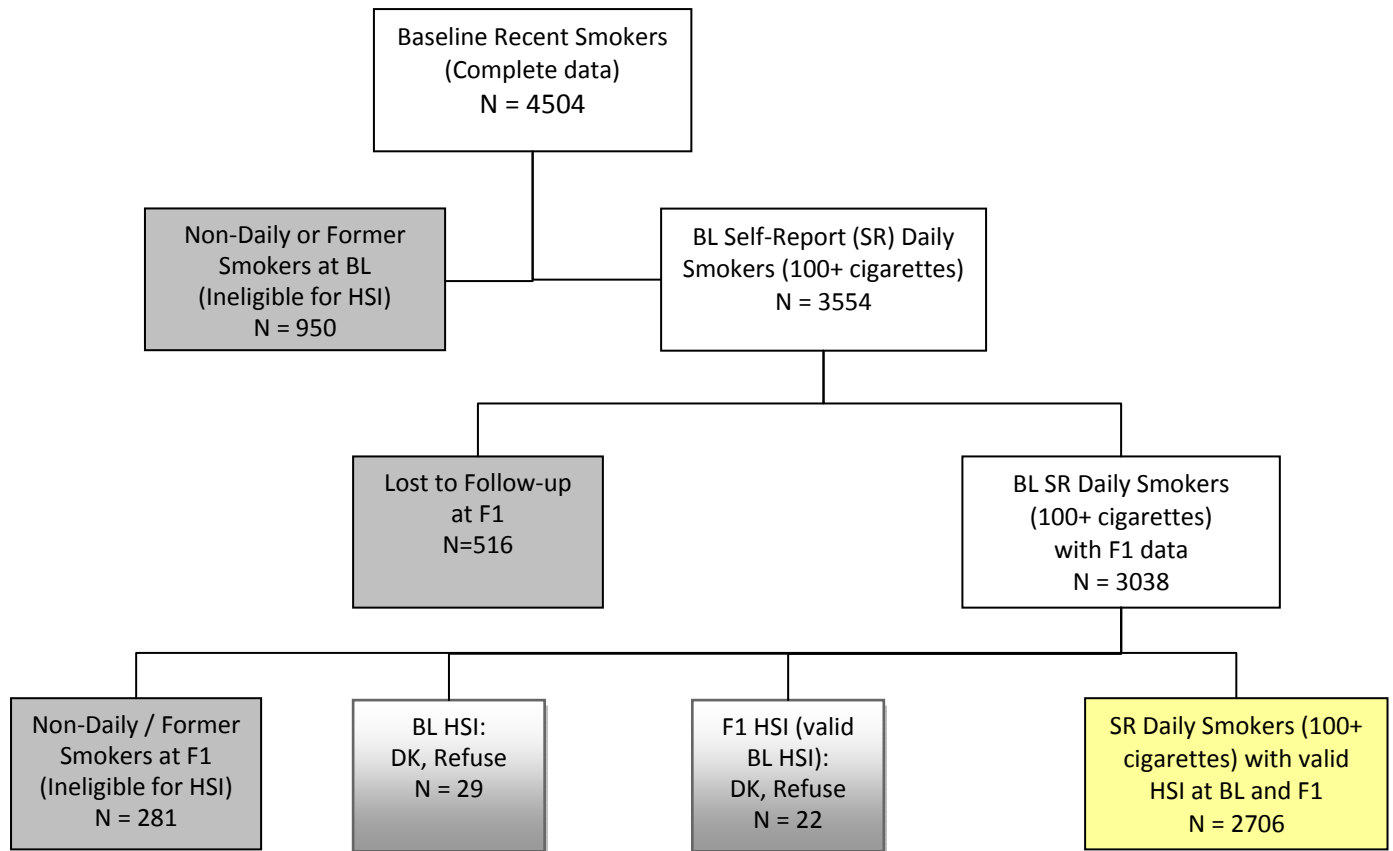 Baseline Recent Smokers
(Complete data)
N = 4504
Non-Daily or Former
Smokers at BL
(Ineligible for HSI)
N = 950
BL Self-Report (SR) Daily
Smokers (100+ cigarettes)
N = 3554
Lost to Follow-up
at F1
N=516
BL SR Daily Smokers
(100+ cigarettes)
with F1 data
N = 3038
Non-Daily / Former
Smokers at F1
(Ineligible for HSI)
N = 281
BL HSI:
DK, Refuse
N = 29
F1 HSI (valid
BL HSI):
DK, Refuse
N = 22
SR Daily Smokers (100+
cigarettes) with valid
HSI at BL and F1
N = 2706